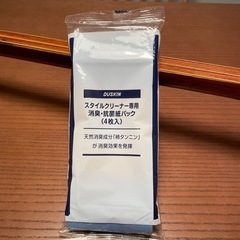 DUSKIN
スタイルクリーナー専用
消臭・抗菌紙パック
(4枚入)
天然消臭成分「柿タンニン」
が消臭効果を発揮